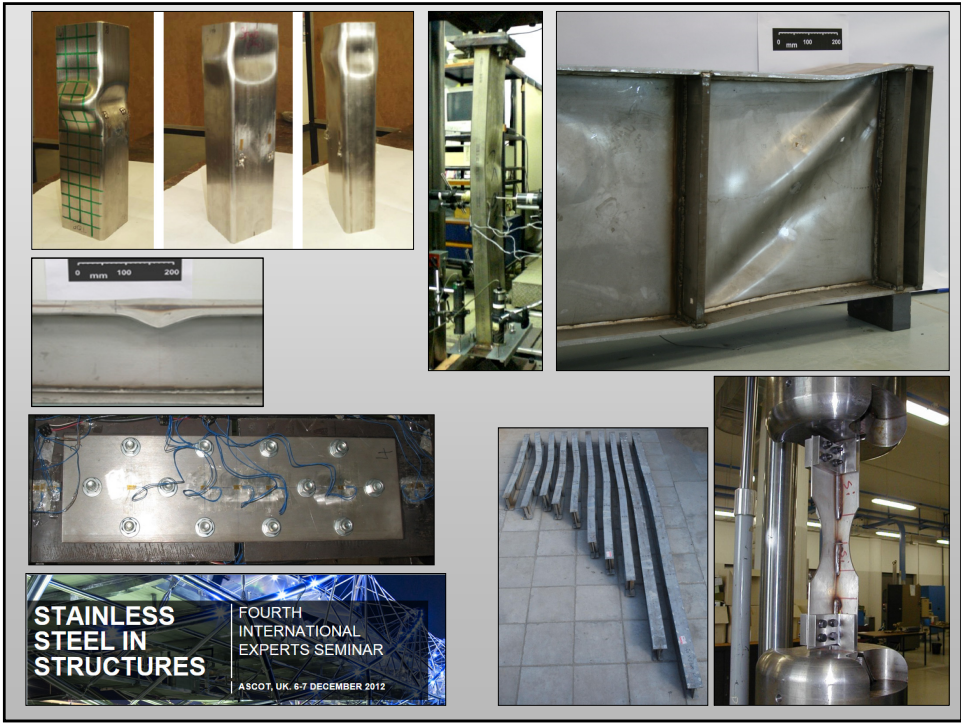 0 mm 100 200
0 mm 100 200
STAINLESS
STEEL IN
STRUCTURES
FOURTH
INTERNATIONAL
EXPERTS SEMINAR
ASCOT, UK. 6-7 DECEMBER 2012